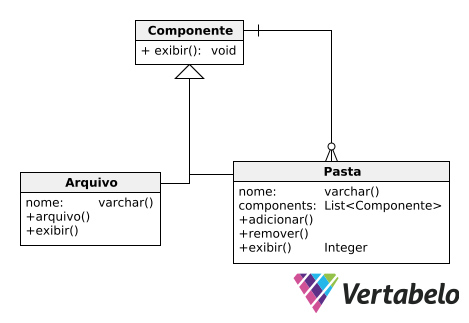 Componente
+ exibir(): void
Arquivo
nome: varchar()
+arquivo()
+exibir()
Pasta
nome: varchar()
components: List<Componente>
+adicionar()
+remover()
+exibir() Integer
Vertabelo